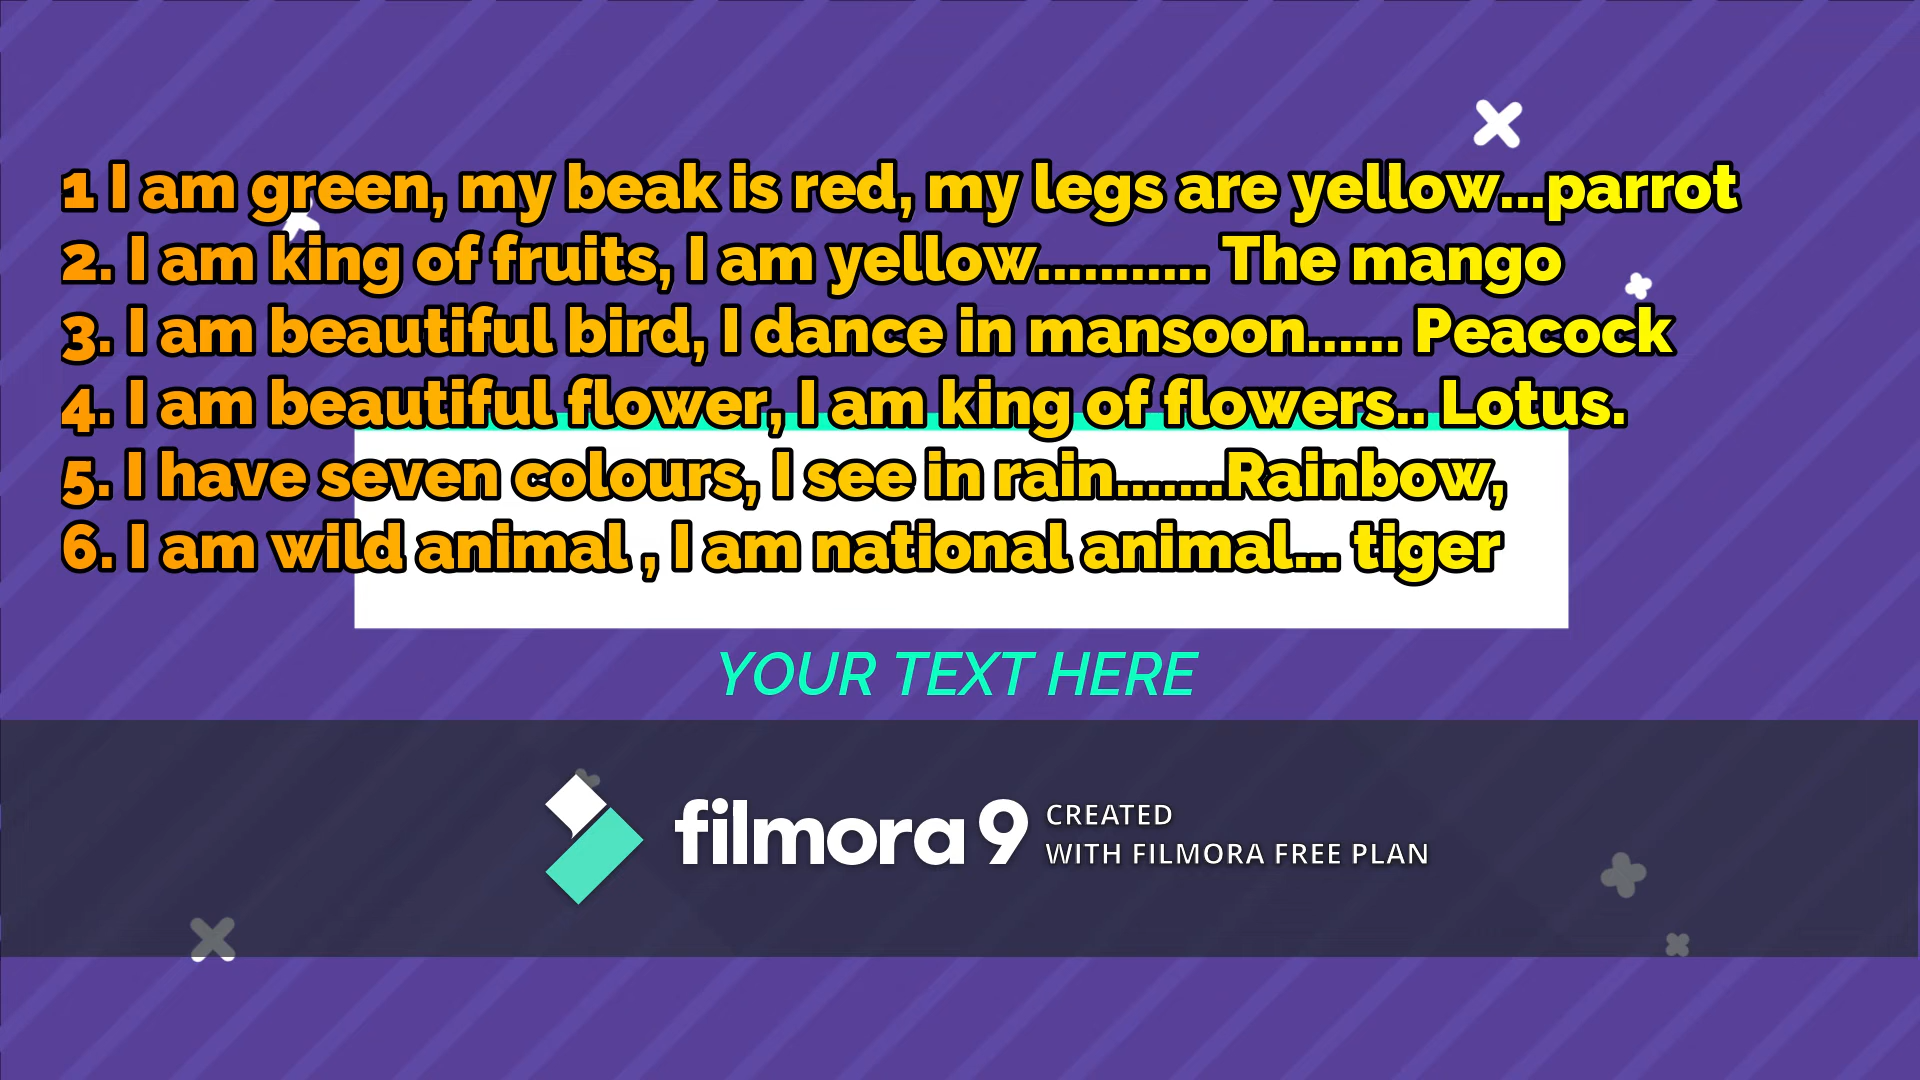 1 I am green, my beak is red, my legs are yellow...parrot
2. I am king of fruits, I am yellow........... The mango
3. I am beautiful bird, I dance in mansoon...... Peacock
4. I am beautiful flower, I am king of flowers.. Lotus.
5. I have seven colours, I see in rain.......Rainbow,
6. I am wild animal , I am national animal... tiger
YOUR TEXT HERE
filmora 9
CREATED
WITH FILMORA FREE PLAN